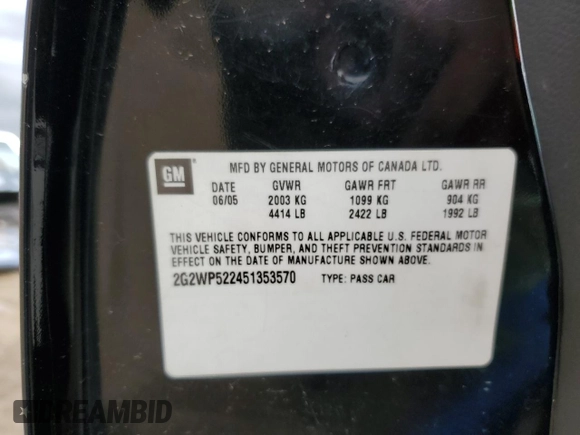 GM
MFD BY GENERAL MOTORS OF CANADA LTD.
DATE GVWR GAWR FRT GAWR RR
06/05 2003 KG 1099 KG 904 KG
4414 LB 2422 LB 1992 LB
THIS VEHICLE CONFORMS TO ALL APPLICABLE U.S. FEDERAL MOTOR
VEHICLE SAFETY, BUMPER, AND THEFT PREVENTION STANDARDS IN
EFFECT ON THE DATE OF MANUFACTURE SHOWN ABOVE.
2G2WP522451353570 TYPE: PASS CAR
SCREAMBID